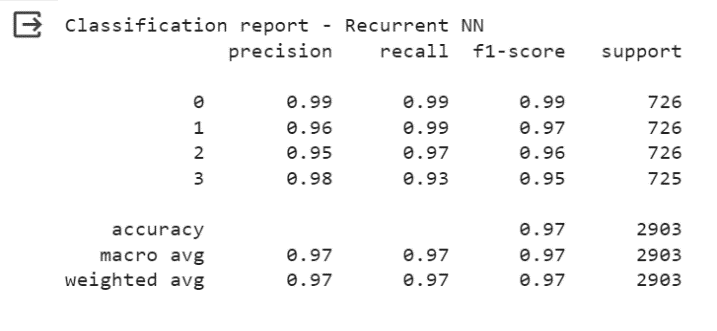 Classification report - Recurrent NN
precision recall f1-score support
0 0.99 0.99 0.99 726
1 0.96 0.99 0.97 726
2 0.95 0.97 0.96 726
3 0.98 0.93 0.95 725
accuracy 0.97 2903
macro avg 0.97 0.97 0.97 2903
weighted avg 0.97 0.97 0.97 2903